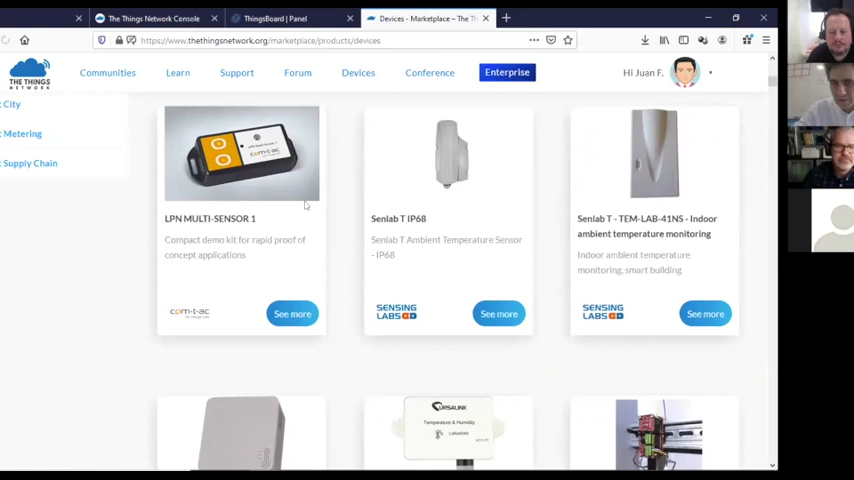 The Things Network Console
ThingsBoard | Panel
Devices - Marketplace – The T
https://www.thethingsnetwork.org/marketplace/products/devices
THE THINGS
NETWORK
Communities
Learn
Support
Forum
Devices
Conference
Enterprise
Hi Juan F.
t City
t Metering
t Supply Chain
LPN MULTI-SENSOR 1
Compact demo kit for rapid proof of
concept applications
com·t·ac
See more
Senlab T IP68
Senlab T Ambient Temperature Sensor
- IP68
SENSING
LABS
See more
Senlab T - TEM-LAB-41NS - Indoor
ambient temperature monitoring
Indoor ambient temperature
monitoring, smart building
SENSING
LABS
See more
URSALINK
Temperature & Humidity